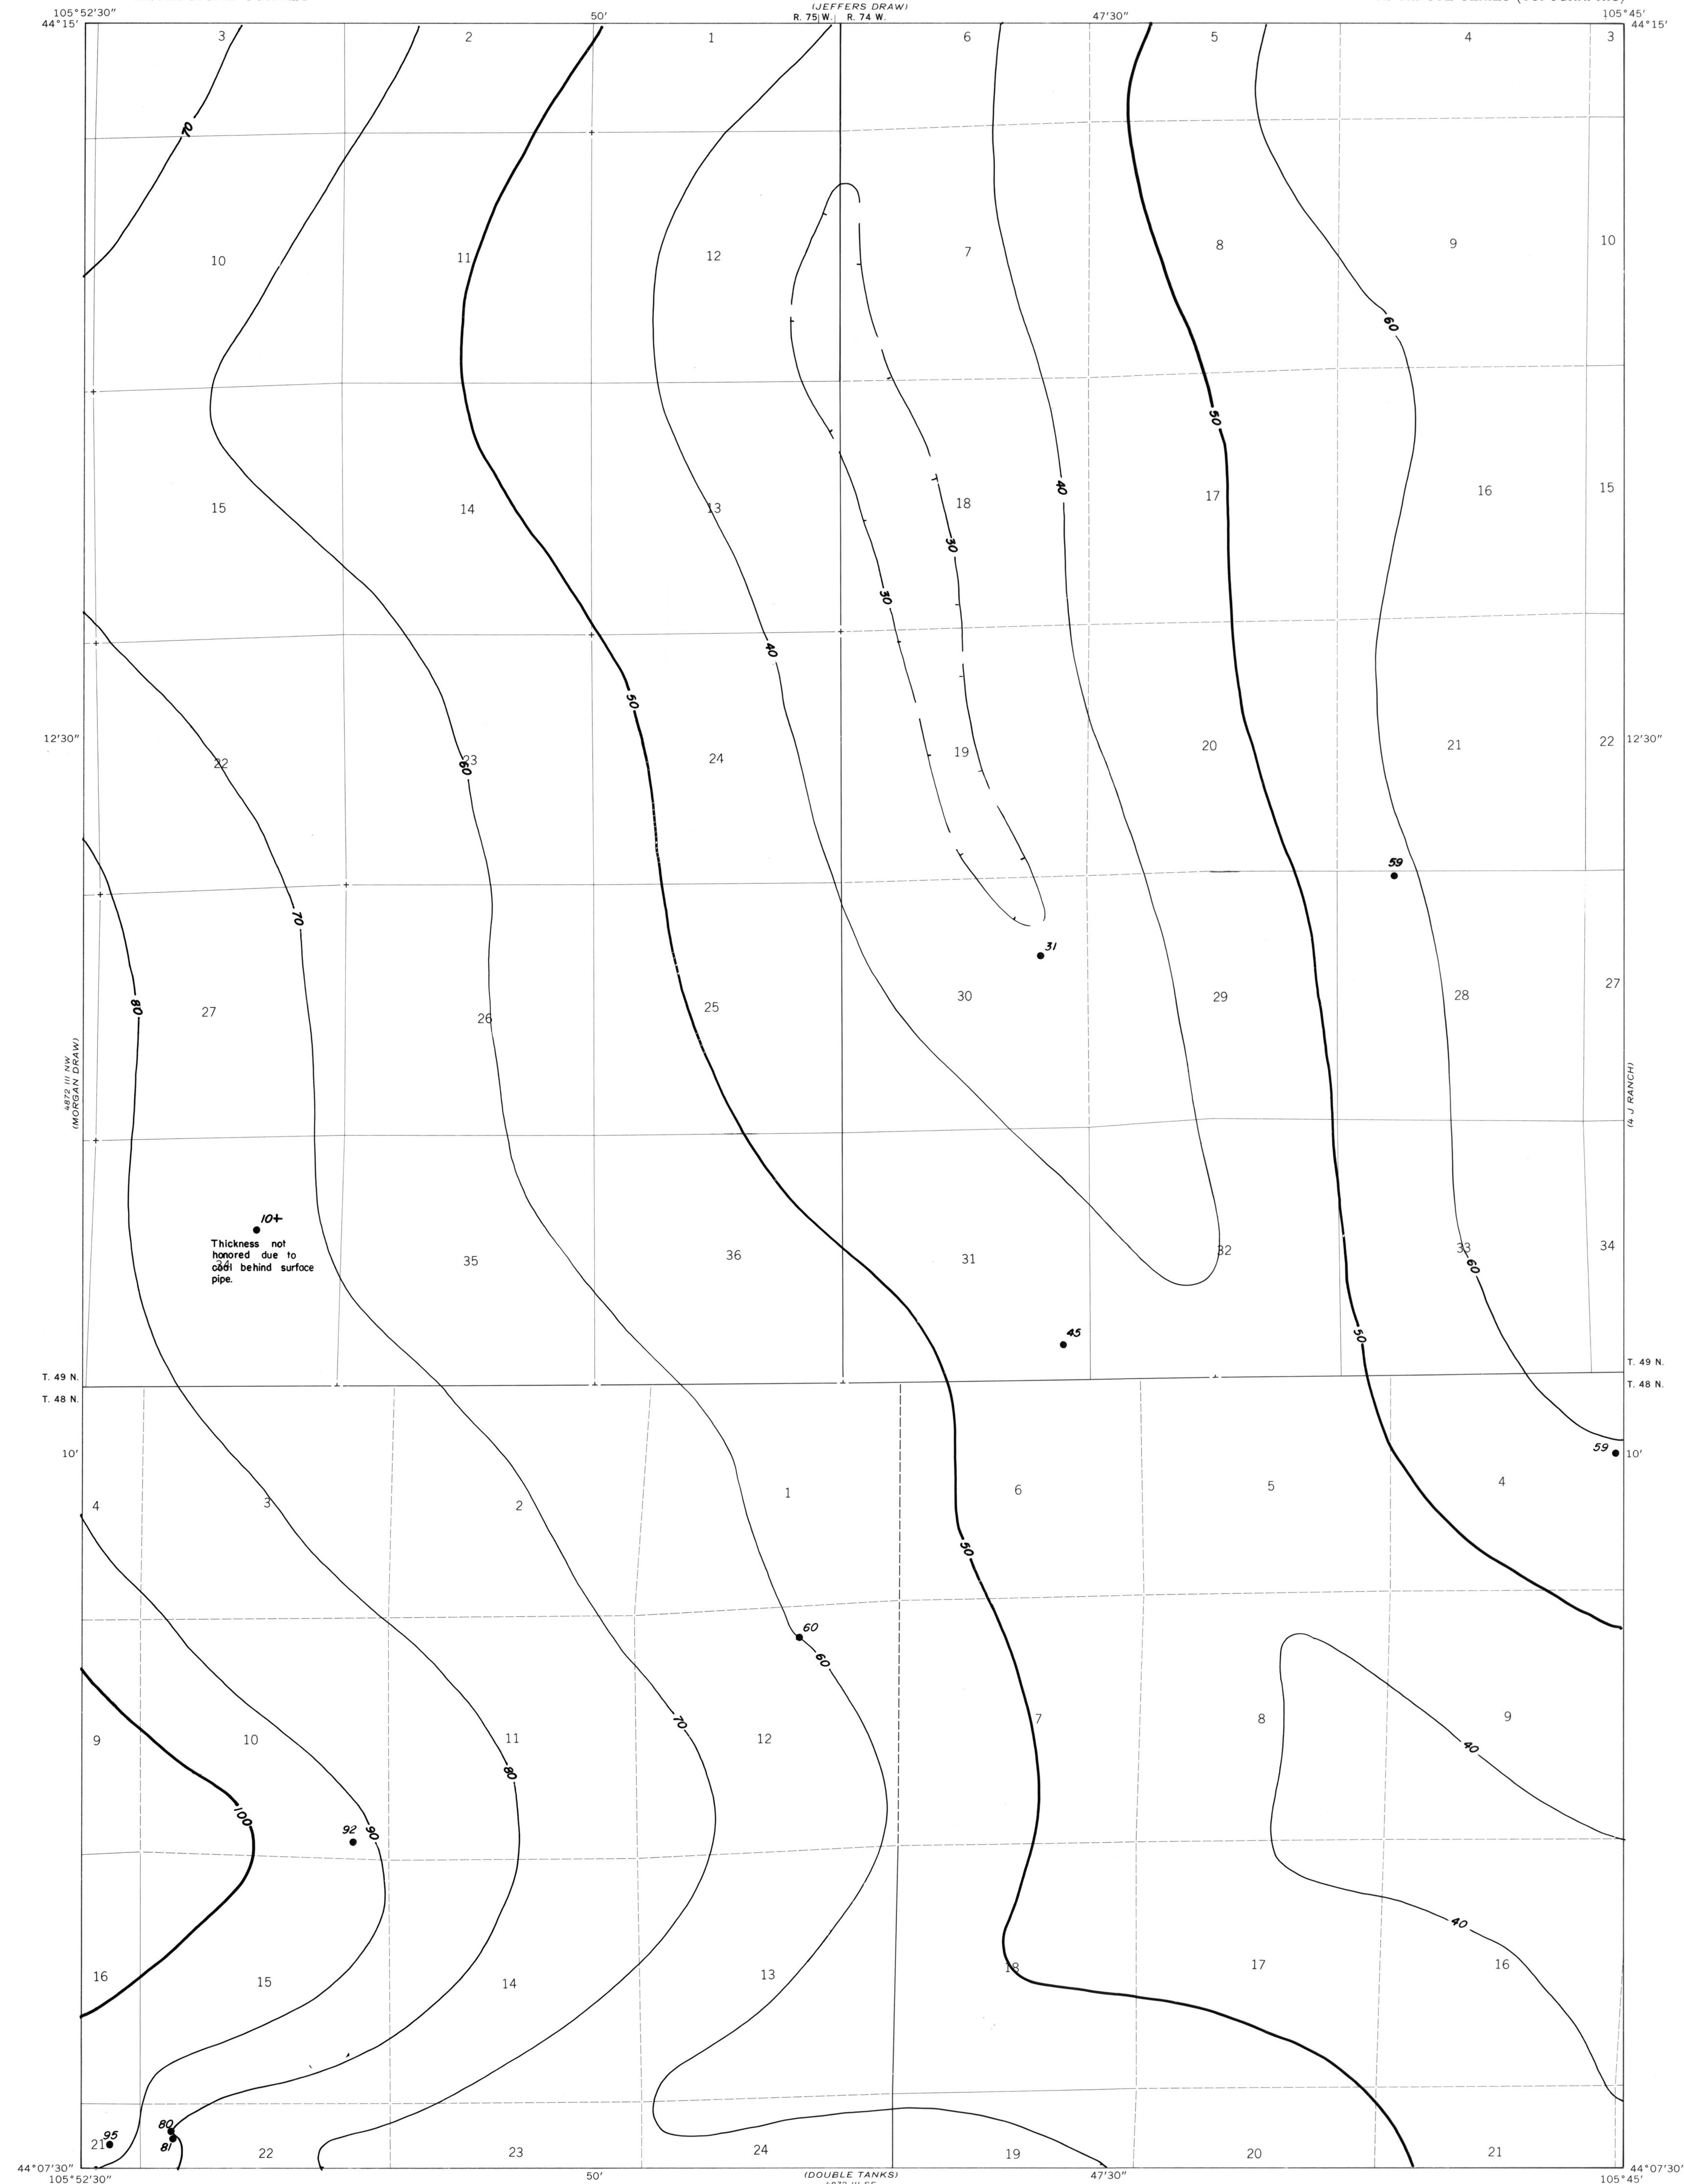 (JEFFERS DRAW)
105°52'30" 50' R. 75 W. R. 74 W. 47'30" 105°45'
44°15' 44°15'
3 2 1 6 5 4 3
70
10 11 12 7 8 9 10
60
50
40
15 14 13 18 17 16 15
30
30
40
50
12'30" 22 23 24 19 20 21 22 12'30"
60
59
70
31
80
27 26 25 30 29 28 27
4872 III NW
(MORGAN DRAW)
(4 J RANCH)
10+
Thickness not
honored due to
coal behind surface
pipe.
34 35 36 31 32 33 34
60
45
50
T. 49 N. T. 49 N.
T. 48 N. T. 48 N.
10' 59 10'
4 3 2 1 6 5 4
50
60
60
70
9 10 11 12 7 8 9
40
80
100
92
90
40
16 15 14 13 18 17 16
80
81
95
21 22 23 24 19 20 21
44°07'30" 44°07'30"
105°52'30" 50' (DOUBLE TANKS) 47'30" 105°45'